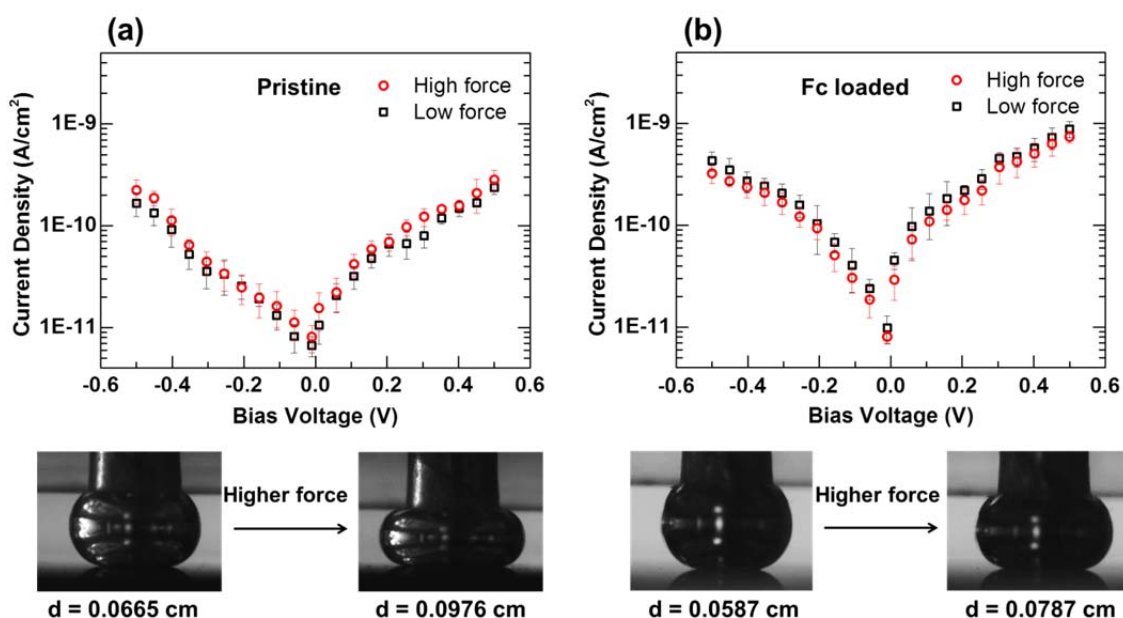 (a)
Pristine
High force
Low force
Current Density (A/cm²)
1E-9
1E-10
1E-11
-0.6 -0.4 -0.2 0.0 0.2 0.4 0.6
Bias Voltage (V)
(b)
Fc loaded
High force
Low force
Current Density (A/cm²)
1E-9
1E-10
1E-11
-0.6 -0.4 -0.2 0.0 0.2 0.4 0.6
Bias Voltage (V)
Higher force
d = 0.0665 cm
d = 0.0976 cm
Higher force
d = 0.0587 cm
d = 0.0787 cm